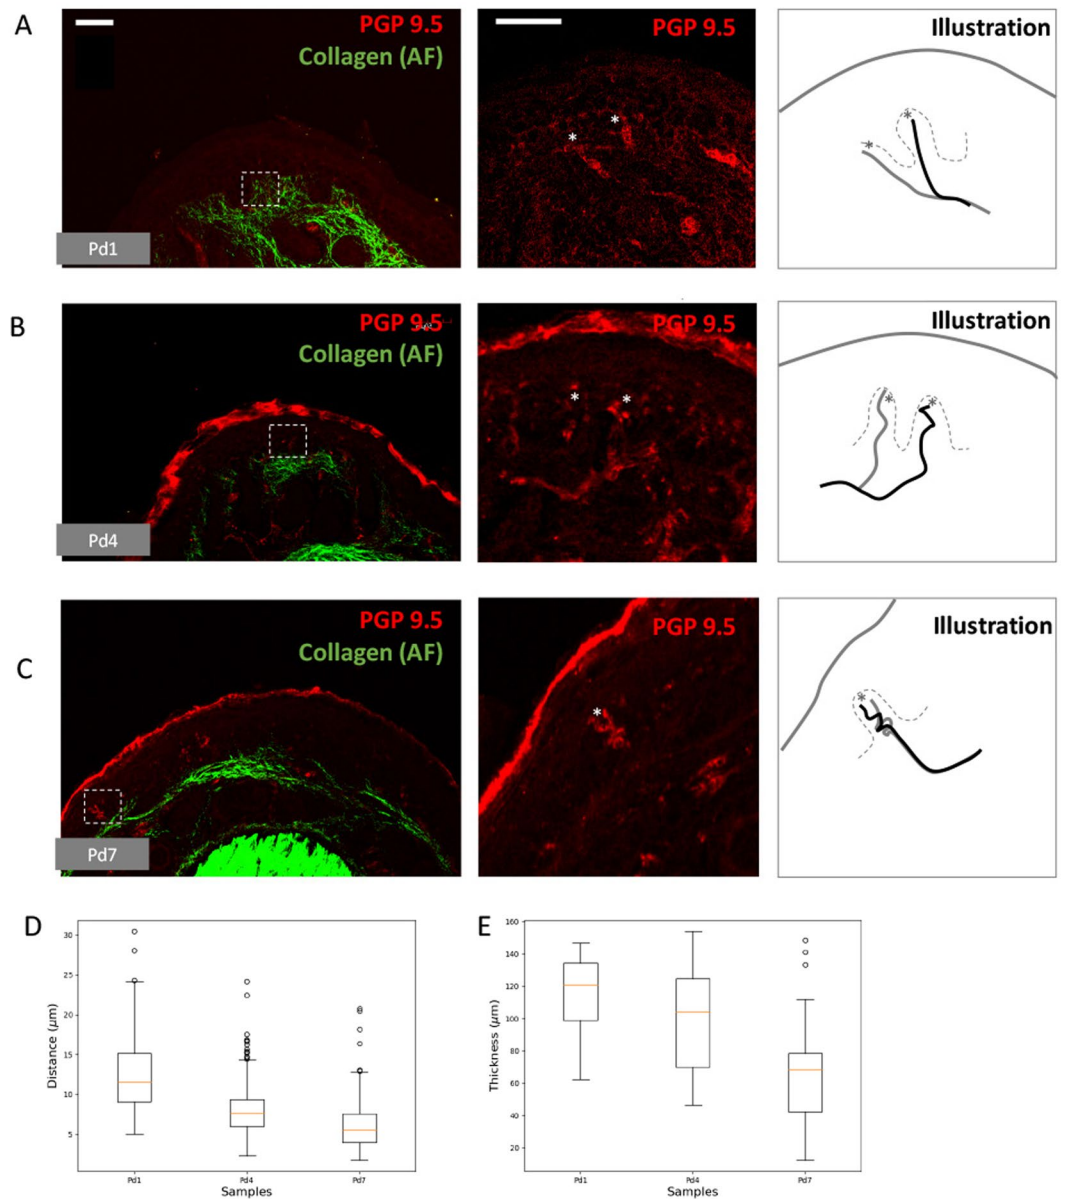 A
PGP 9.5
Collagen (AF)
Pd1
PGP 9.5
Illustration
B
PGP 9.5
Collagen (AF)
Pd4
PGP 9.5
Illustration
C
PGP 9.5
Collagen (AF)
Pd7
PGP 9.5
Illustration
D
Distance (μm)
30
25
20
15
10
5
Pd1 Pd4 Pd7
Samples
E
Thickness (μm)
160
140
120
100
80
60
40
20
Pd1 Pd4 Pd7
Samples